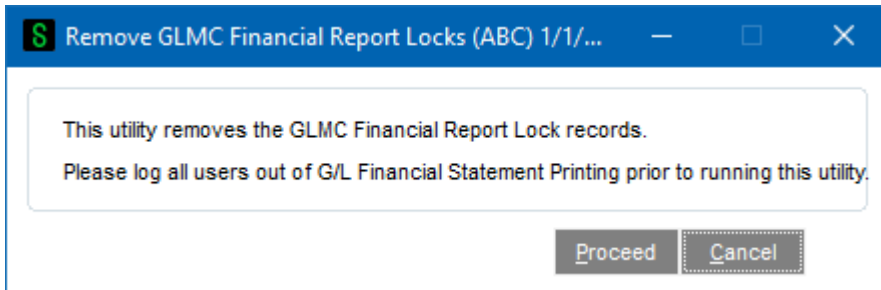 S Remove GLMC Financial Report Locks (ABC) 1/1/...
This utility removes the GLMC Financial Report Lock records.
Please log all users out of G/L Financial Statement Printing prior to running this utility.
Proceed Cancel